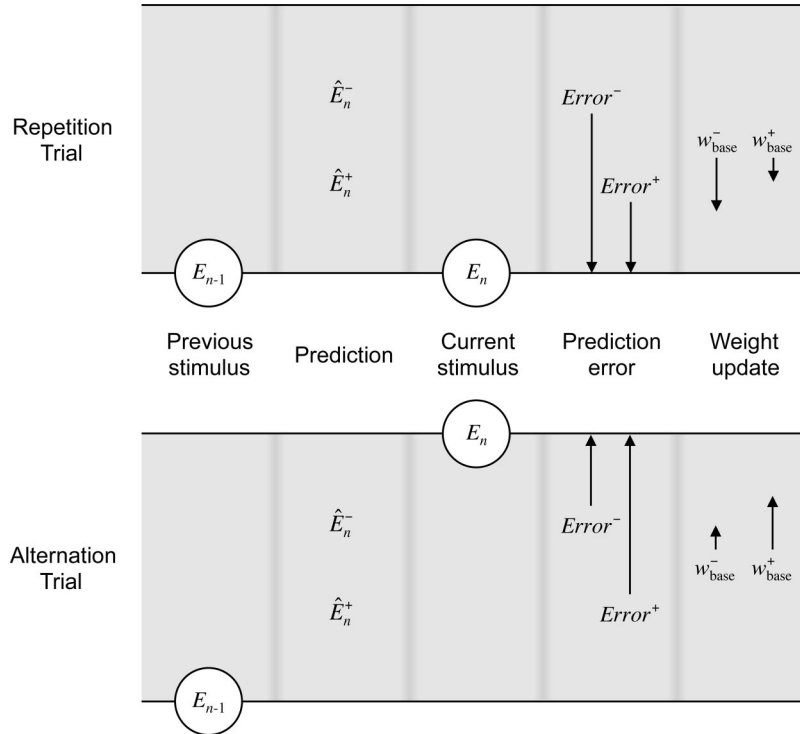 Repetition
Trial
Ê⁻ₙ
Ê⁺ₙ
Error⁻
Error⁺
w⁻base
w⁺base
Eₙ₋₁
Eₙ
Previous
stimulus
Prediction
Current
stimulus
Prediction
error
Weight
update
Eₙ
Alternation
Trial
Ê⁻ₙ
Ê⁺ₙ
Error⁻
Error⁺
w⁻base
w⁺base
Eₙ₋₁